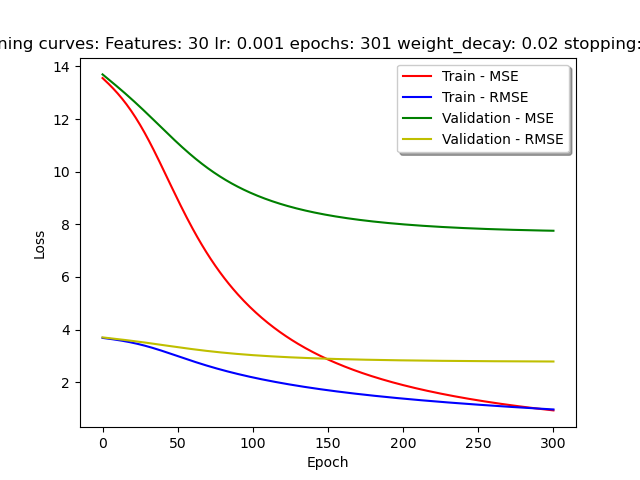 ning curves: Features: 30 lr: 0.001 epochs: 301 weight_decay: 0.02 stopping:
Train - MSE
Train - RMSE
Validation - MSE
Validation - RMSE
Loss
14
12
10
8
6
4
2
0 50 100 150 200 250 300
Epoch